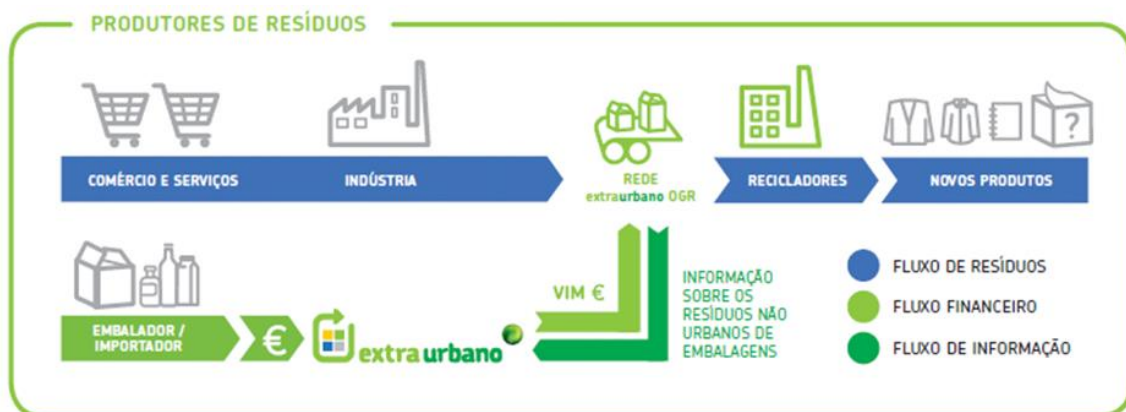 PRODUTORES DE RESÍDUOS
COMÉRCIO E SERVIÇOS
INDÚSTRIA
REDE
extraurbano OGR
RECICLADORES
NOVOS PRODUTOS
?
EMBALADOR /
IMPORTADOR
€
extraurbano
VIM €
INFORMAÇÃO
SOBRE OS
RESÍDUOS NÃO
URBANOS DE
EMBALAGENS
FLUXO DE RESÍDUOS
FLUXO FINANCEIRO
FLUXO DE INFORMAÇÃO